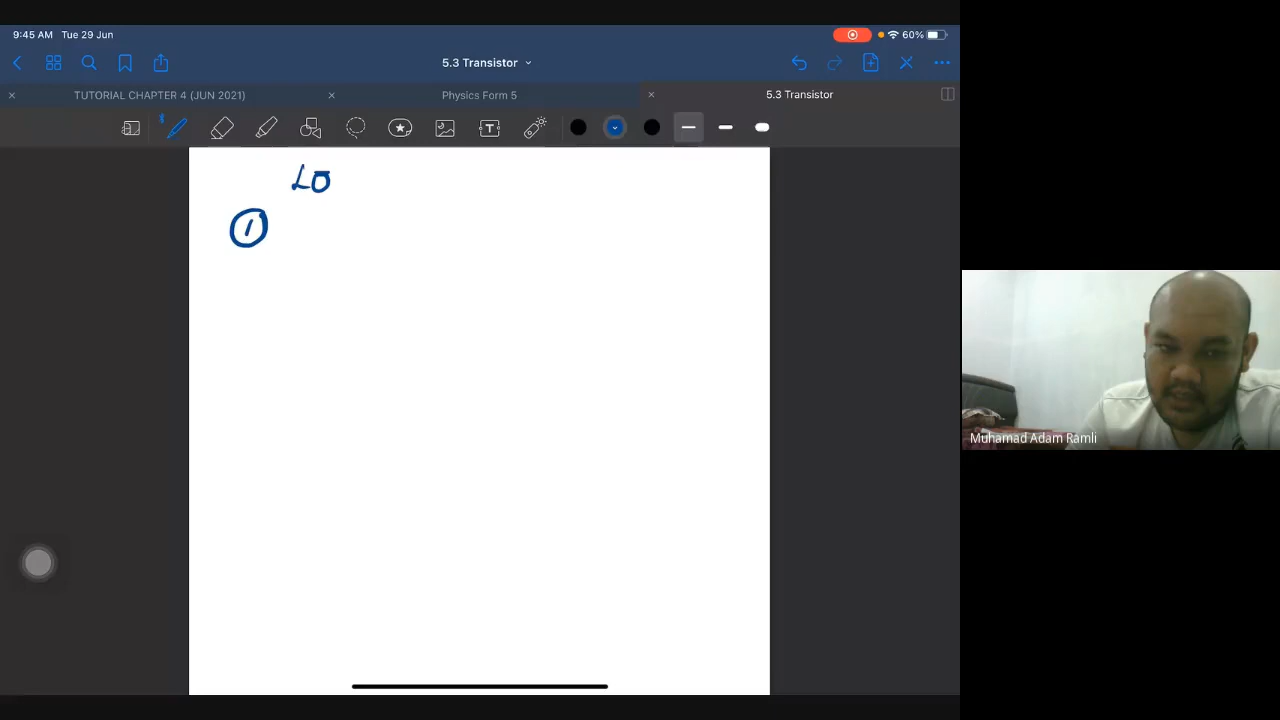 9:45 AM Tue 29 Jun
60%
5.3 Transistor
TUTORIAL CHAPTER 4 (JUN 2021)
Physics Form 5
5.3 Transistor
T
LO
1
Muhamad Adam Ramli